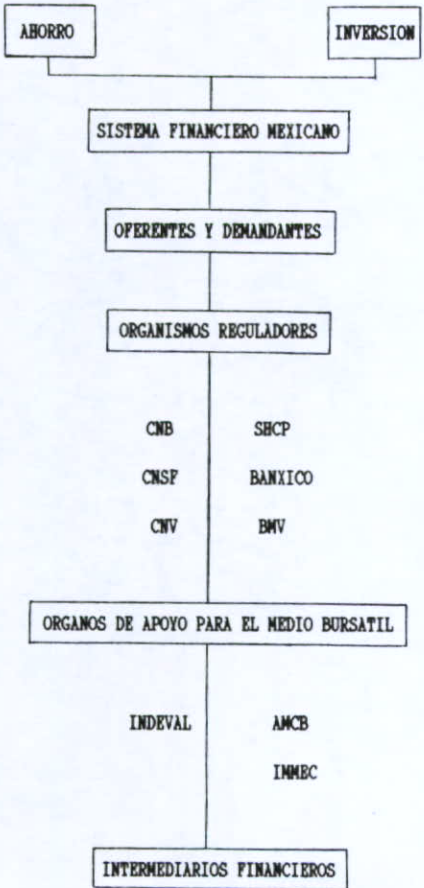 AHORRO INVERSION
SISTEMA FINANCIERO MEXICANO
OFERENTES Y DEMANDANTES
ORGANISMOS REGULADORES
CNB SHCP
CNSF BANXICO
CNV BMV
ORGANOS DE APOYO PARA EL MEDIO BURSATIL
INDEVAL AMCB
IMMEC
INTERMEDIARIOS FINANCIEROS